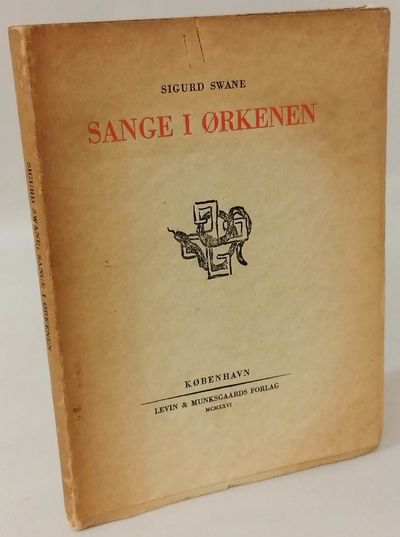 SIGURD SWANE
SANGE I ØRKENEN
KØBENHAVN
LEVIN & MUNKSGAARDS FORLAG
MCMXXVI
SIGURD SWANE: SANGE I ØRKENEN